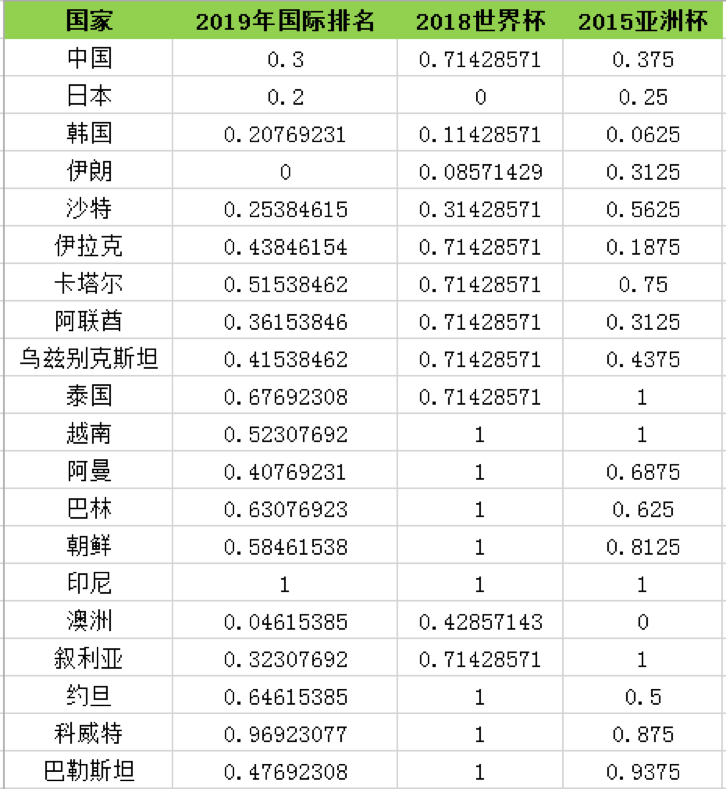 国家 2019年国际排名 2018世界杯 2015亚洲杯
中国 0.3 0.71428571 0.375
日本 0.2 0 0.25
韩国 0.20769231 0.11428571 0.0625
伊朗 0 0.08571429 0.3125
沙特 0.25384615 0.31428571 0.5625
伊拉克 0.43846154 0.71428571 0.1875
卡塔尔 0.51538462 0.71428571 0.75
阿联酋 0.36153846 0.71428571 0.3125
乌兹别克斯坦 0.41538462 0.71428571 0.4375
泰国 0.67692308 0.71428571 1
越南 0.52307692 1 1
阿曼 0.40769231 1 0.6875
巴林 0.63076923 1 0.625
朝鲜 0.58461538 1 0.8125
印尼 1 1 1
澳洲 0.04615385 0.42857143 0
叙利亚 0.32307692 0.71428571 1
约旦 0.64615385 1 0.5
科威特 0.96923077 1 0.875
巴勒斯坦 0.47692308 1 0.9375